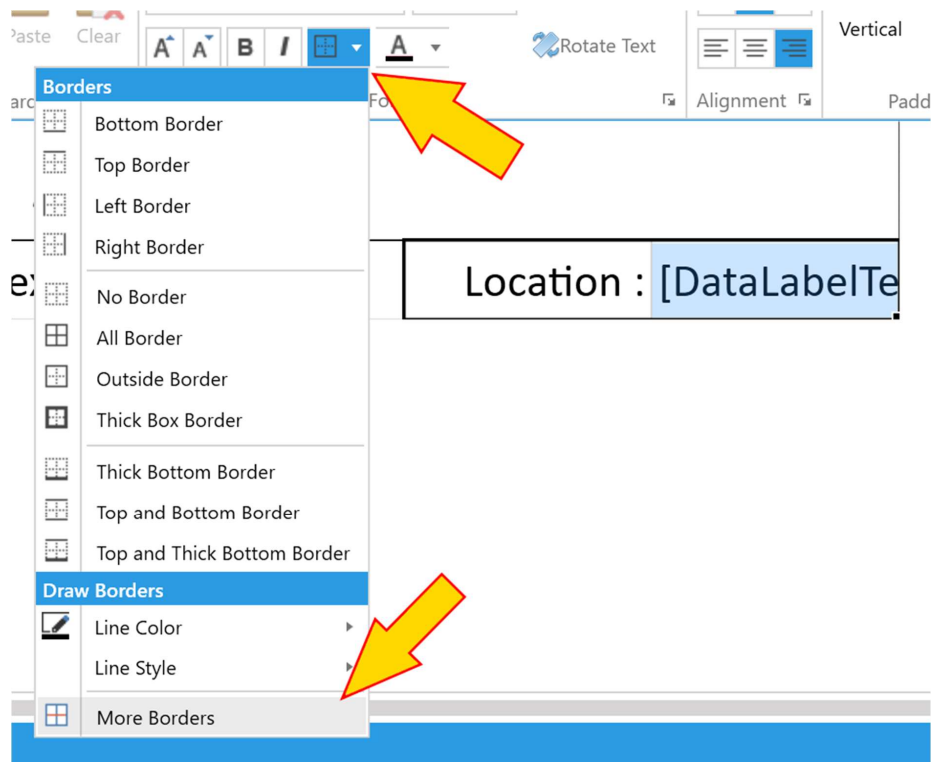 Paste Clear
A A B I A
Rotate Text
Vertical
Alignment
Padd
Borders
Bottom Border
Top Border
Left Border
Right Border
No Border
All Border
Outside Border
Thick Box Border
Thick Bottom Border
Top and Bottom Border
Top and Thick Bottom Border
Draw Borders
Line Color
Line Style
More Borders
Location : [DataLabelTe